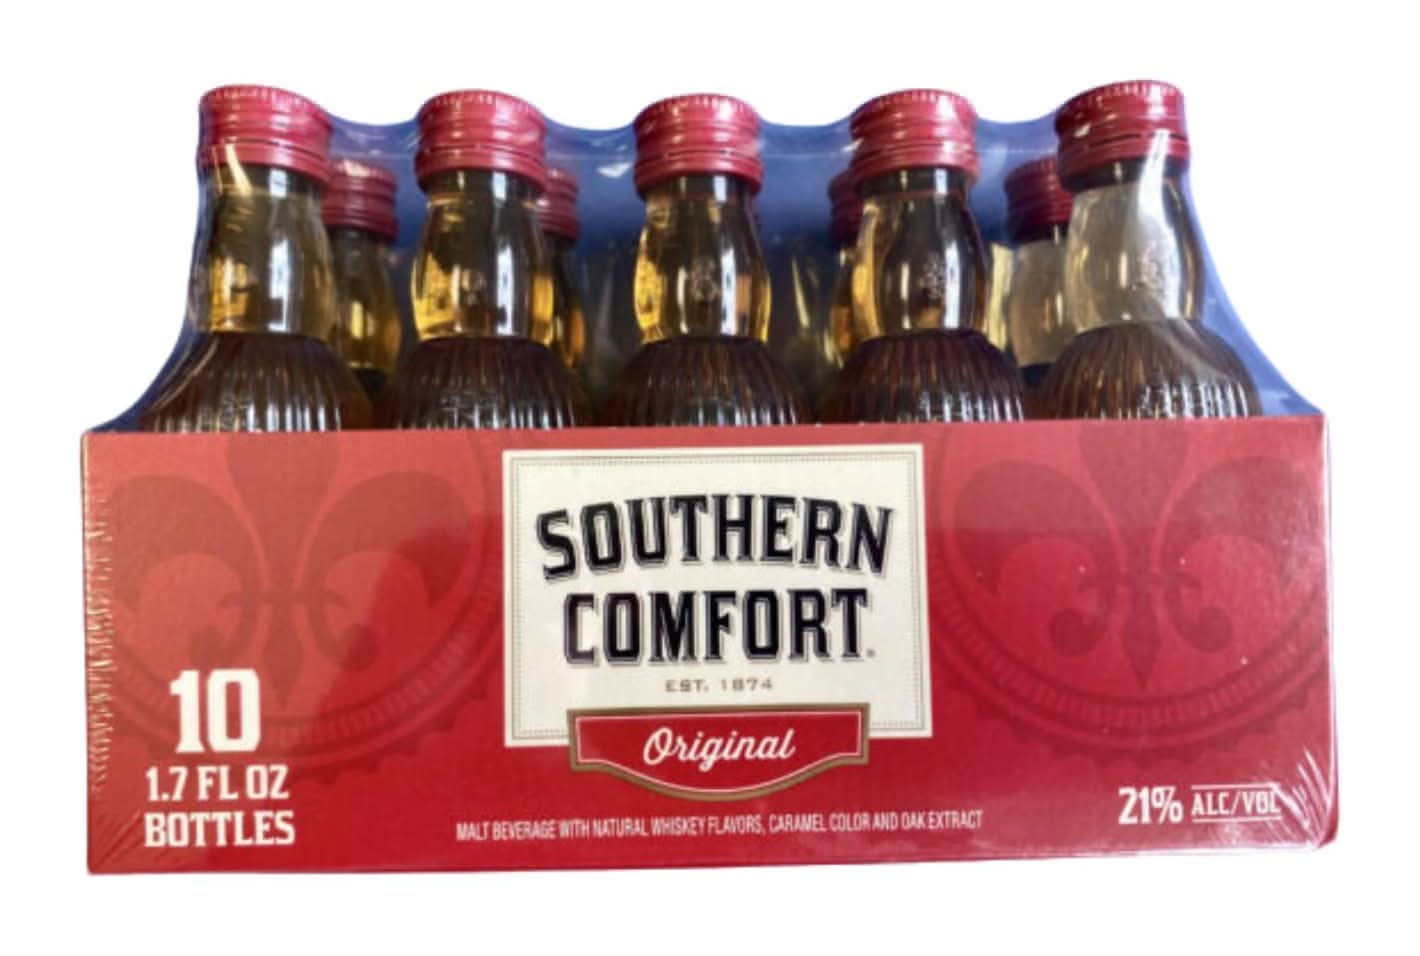 SOUTHERN
COMFORT
EST. 1874
Original
10
1.7 FL OZ
BOTTLES
MALT BEVERAGE WITH NATURAL WHISKEY FLAVORS, CARAMEL COLOR AND OAK EXTRACT
21% ALC/VOL